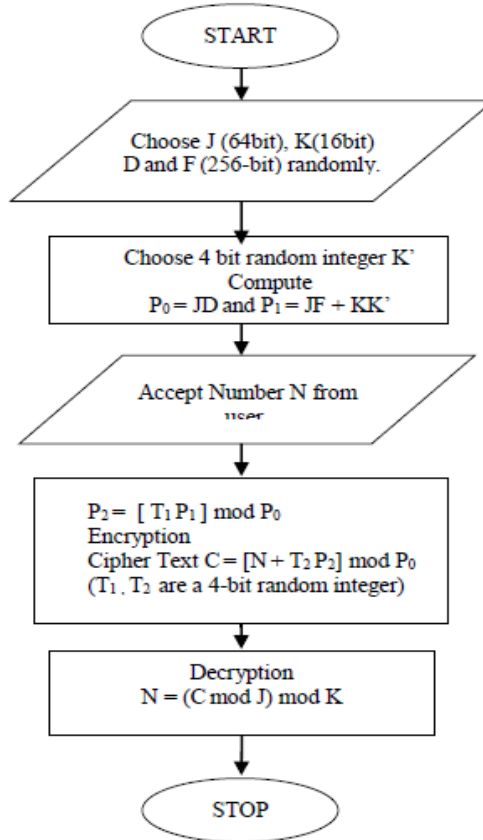 START
Choose J (64bit), K(16bit)
D and F (256-bit) randomly.
Choose 4 bit random integer K’
Compute
P₀ = JD and P₁ = JF + KK’
Accept Number N from
user
P₂ = [ T₁ P₁ ] mod P₀
Encryption
Cipher Text C = [N + T₂ P₂] mod P₀
(T₁ , T₂ are a 4-bit random integer)
Decryption
N = (C mod J) mod K
STOP